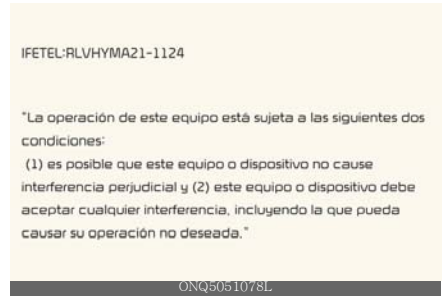 IFETEL:RLVHYMA21-1124
"La operación de este equipo está sujeta a las siguientes dos
condiciones:
(1) es posible que este equipo o dispositivo no cause
interferencia perjudicial y (2) este equipo o dispositivo debe
aceptar cualquier interferencia, incluyendo la que pueda
causar su operación no deseada."
ONQ5051078L